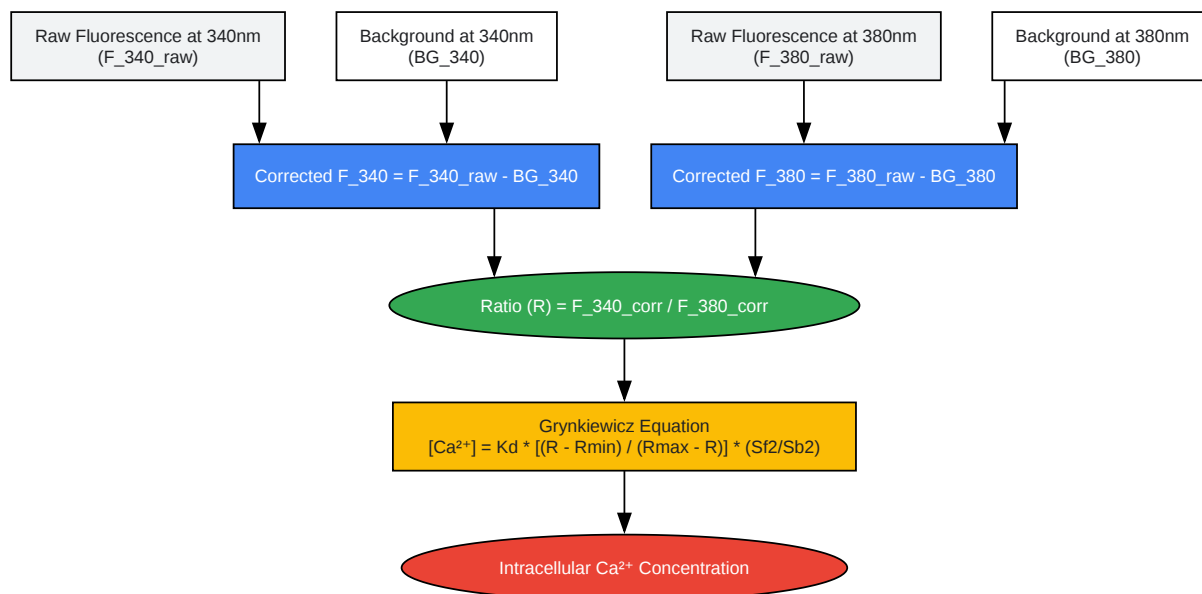 Raw Fluorescence at 340nm
(F_340_raw)
Background at 340nm
(BG_340)
Raw Fluorescence at 380nm
(F_380_raw)
Background at 380nm
(BG_380)
Corrected F_340 = F_340_raw - BG_340
Corrected F_380 = F_380_raw - BG_380
Ratio (R) = F_340_corr / F_380_corr
Grynkiewicz Equation
[Ca²⁺] = Kd * [(R - Rmin) / (Rmax - R)] * (Sf2/Sb2)
Intracellular Ca²⁺ Concentration